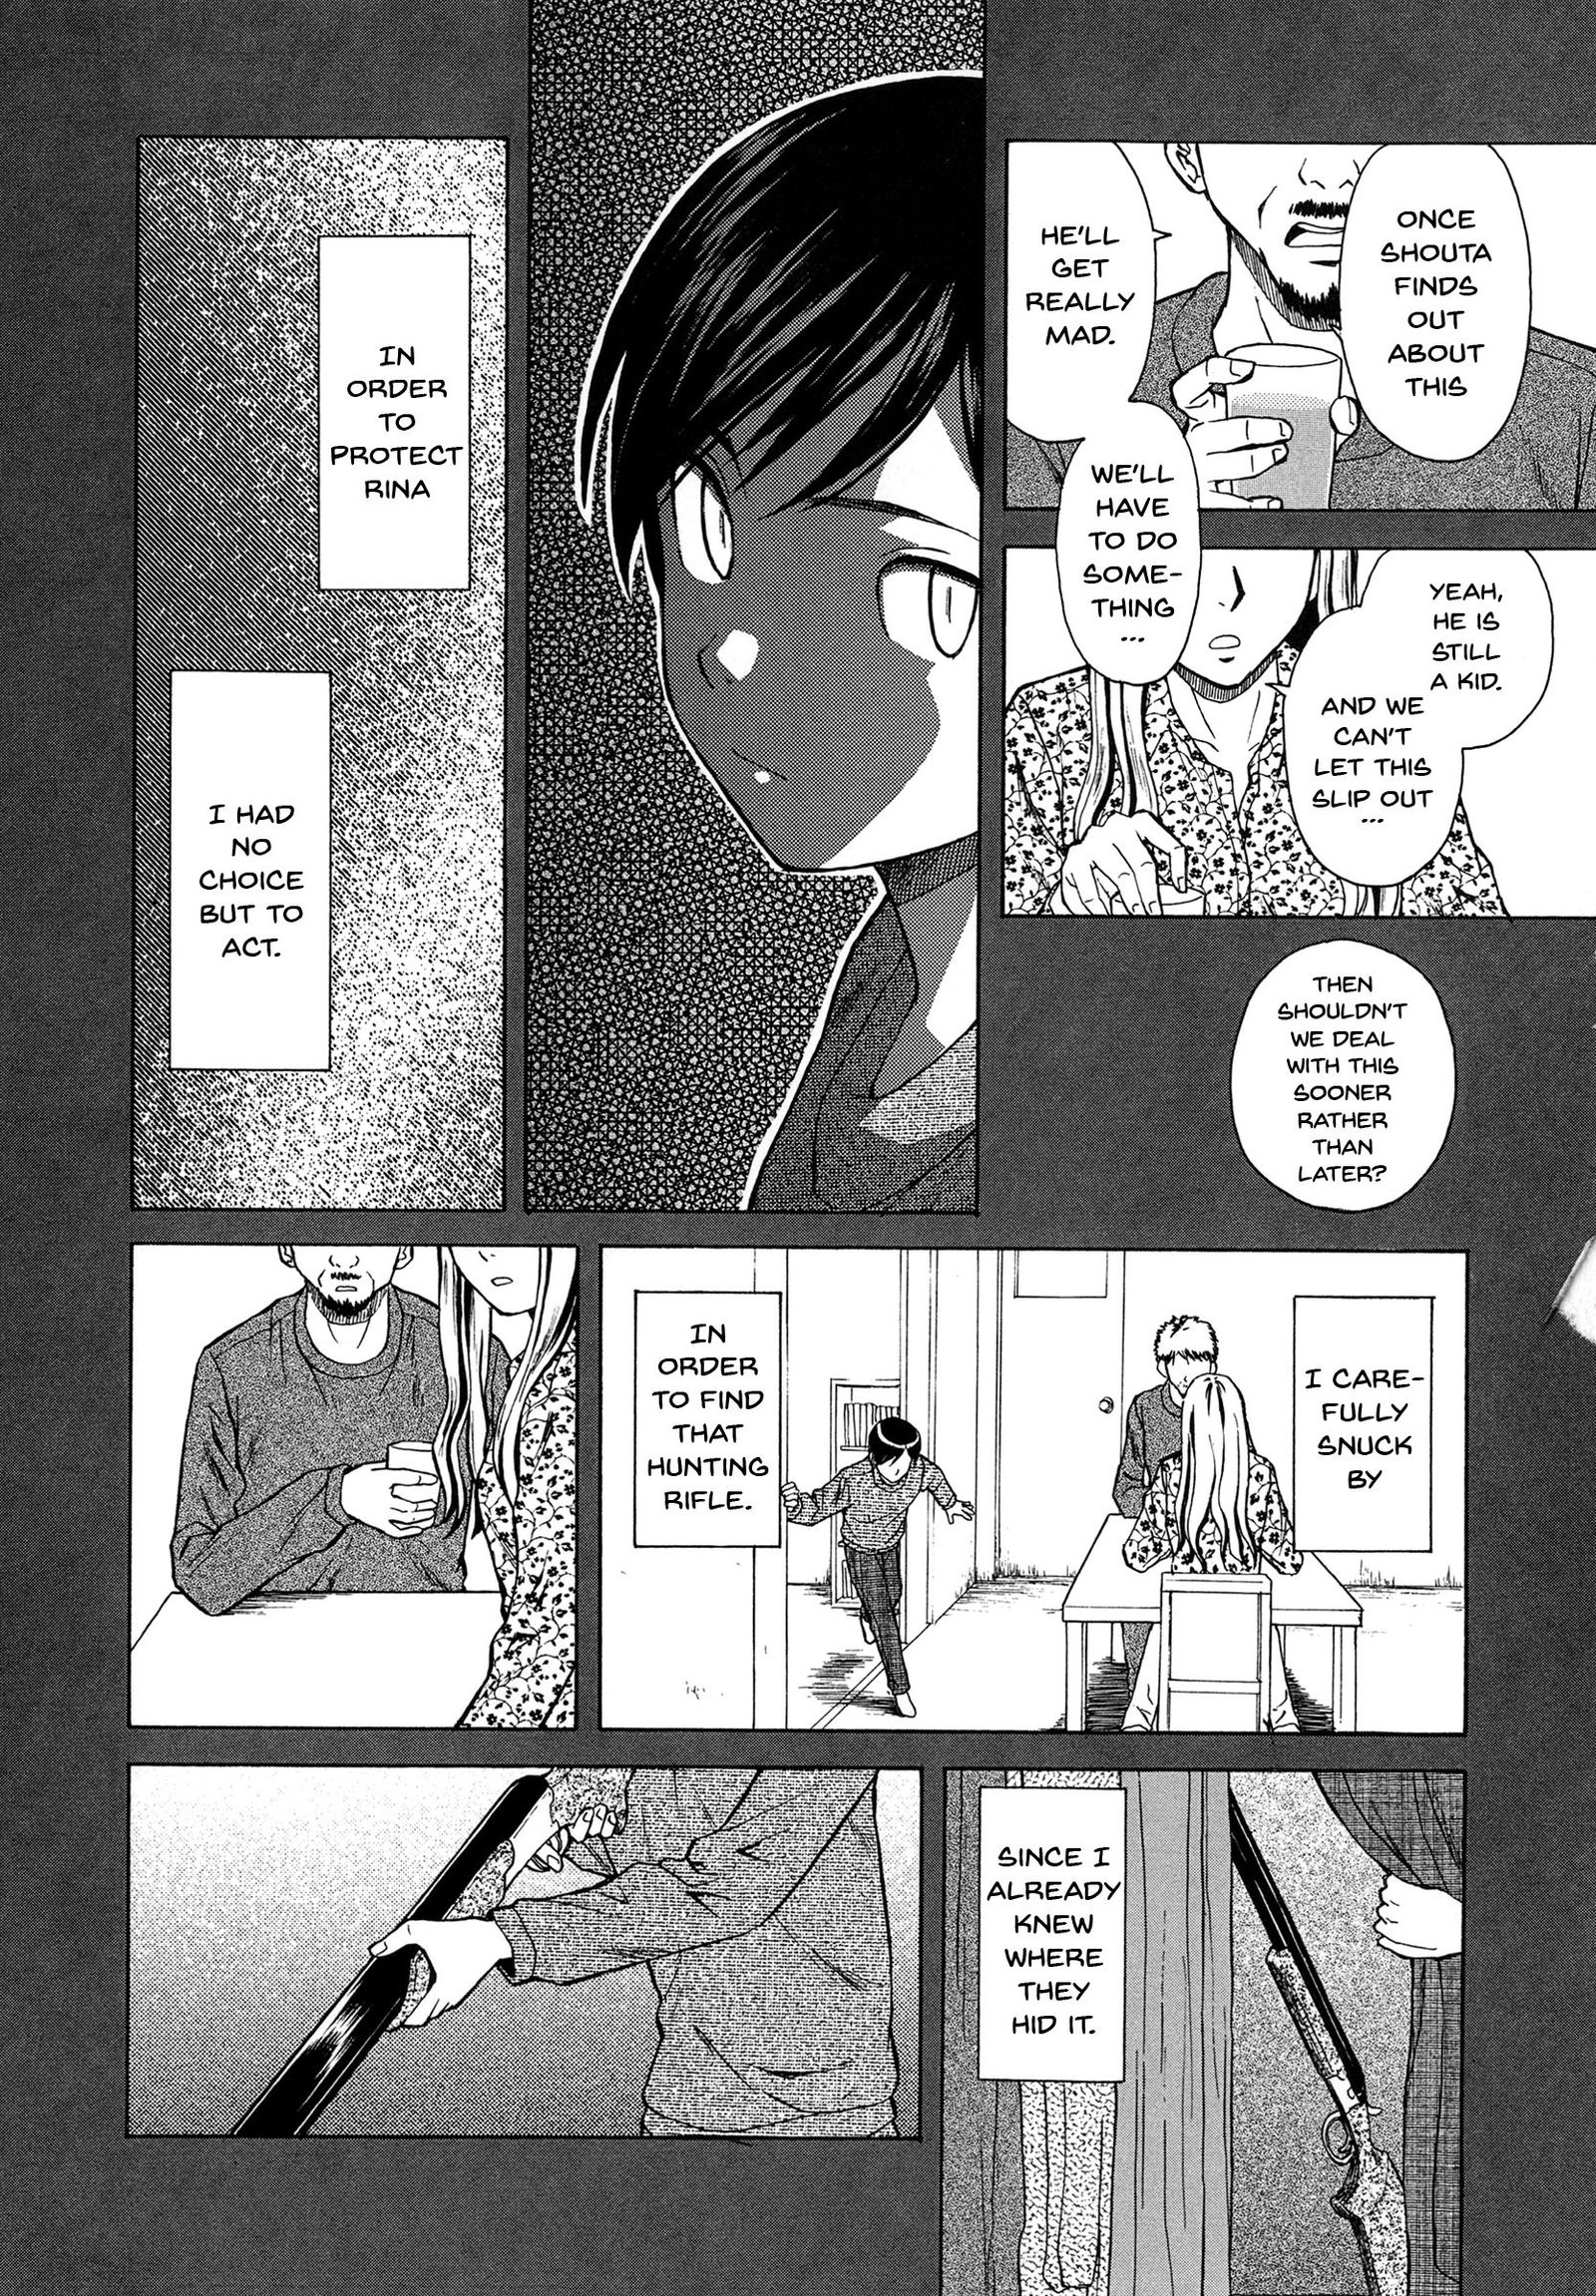 ONCE
SHOUTA
FINDS
OUT
ABOUT
THIS
HE'LL
GET
REALLY
MAD.
WE'LL
HAVE
TO DO
SOME-
THING
...
YEAH,
HE IS
STILL
A KID.
AND WE
CAN'T
LET THIS
SLIP OUT
...
THEN
SHOULDN'T
WE DEAL
WITH THIS
SOONER
RATHER
THAN
LATER?
IN
ORDER
TO
PROTECT
RINA
I HAD
NO
CHOICE
BUT TO
ACT.
I CARE-
FULLY
SNUCK
BY
IN
ORDER
TO FIND
THAT
HUNTING
RIFLE.
SINCE I
ALREADY
KNEW
WHERE
THEY
HID IT.